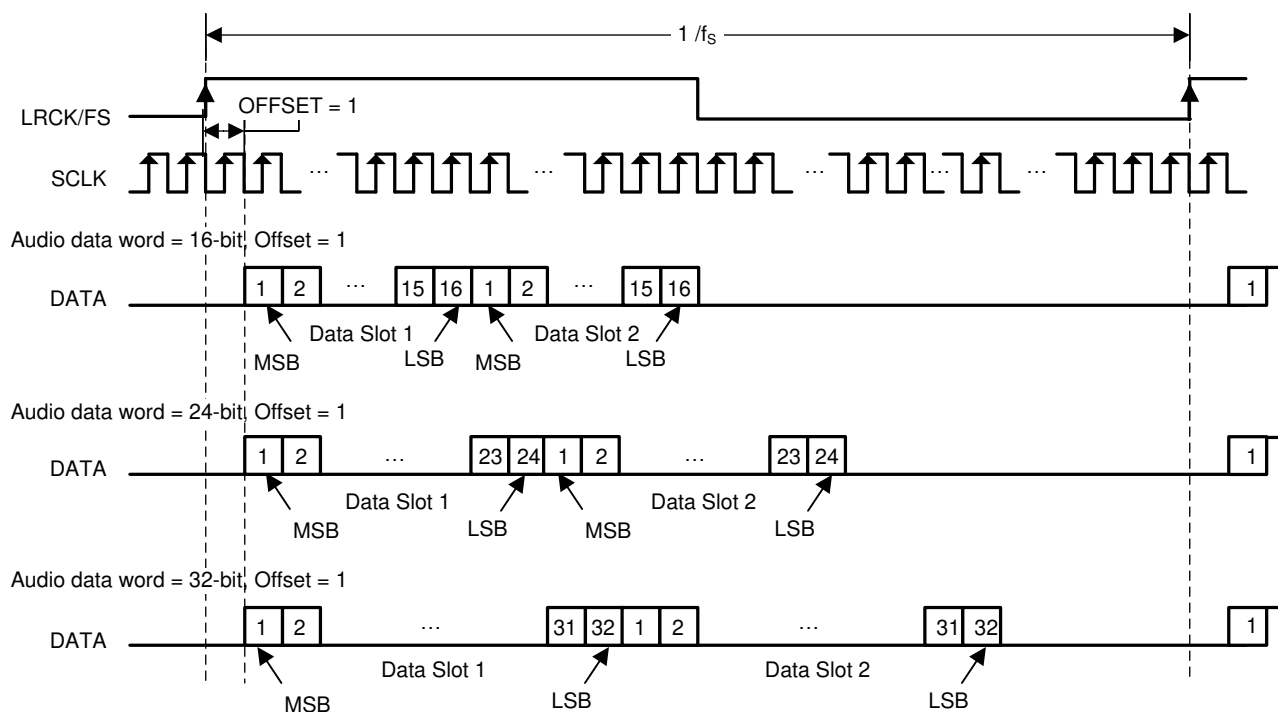 1 /fS
LRCK/FS
OFFSET = 1
SCLK
... ... ... ... ... ...
Audio data word = 16-bit, Offset = 1
DATA
1 2 ... 15 16 1 2 ... 15 16 1
Data Slot 1 Data Slot 2
MSB LSB MSB LSB
Audio data word = 24-bit, Offset = 1
DATA
1 2 ... 23 24 1 2 ... 23 24 1
Data Slot 1 Data Slot 2
MSB LSB MSB LSB
Audio data word = 32-bit, Offset = 1
DATA
1 2 ... 31 32 1 2 ... 31 32 1
Data Slot 1 Data Slot 2
MSB LSB LSB